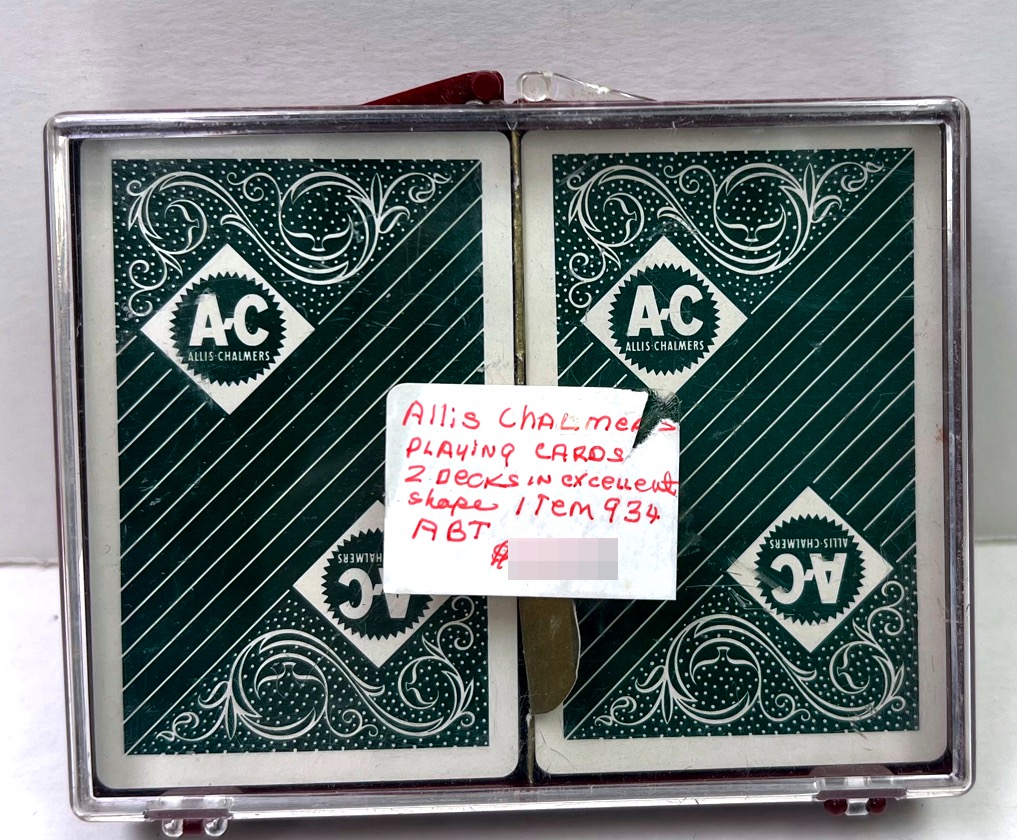 A-C
ALLIS-CHALMERS
A-C
ALLIS-CHALMERS
Allis Chalmers
PLAYING CARDS
2 DECKS IN excellent
shape ITem 934
ABT
$
A-C
ALLIS-CHALMERS
A-C
ALLIS-CHALMERS